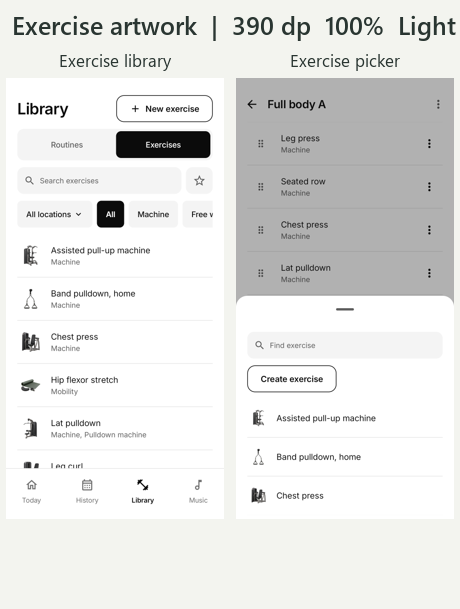 Exercise artwork | 390 dp 100% Light
Exercise library
Exercise picker
Library
+ New exercise
Routines
Exercises
Search exercises
All locations
All
Machine
Free w
Assisted pull-up machine
Machine
Band pulldown, home
Machine
Chest press
Machine
Hip flexor stretch
Mobility
Lat pulldown
Machine, Pulldown machine
Leg curl
Today
History
Library
Music
Full body A
Leg press
Machine
Seated row
Machine
Chest press
Machine
Lat pulldown
Machine
Find exercise
Create exercise
Assisted pull-up machine
Band pulldown, home
Chest press